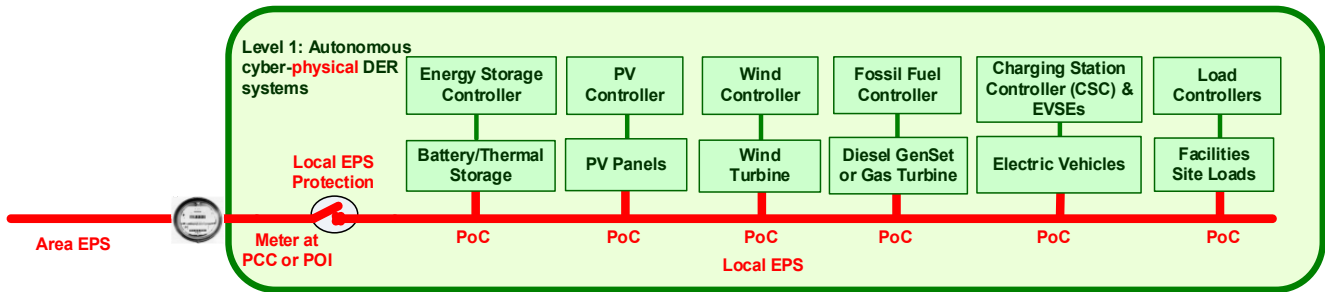 Level 1: Autonomous
cyber-physical DER
systems
Energy Storage
Controller
PV
Controller
Wind
Controller
Fossil Fuel
Controller
Charging Station
Controller (CSC) &
EVSEs
Load
Controllers
Battery/Thermal
Storage
PV Panels
Wind
Turbine
Diesel GenSet
or Gas Turbine
Electric Vehicles
Facilities
Site Loads
Local EPS
Protection
Area EPS
Meter at
PCC or POI
PoC
PoC
PoC
PoC
PoC
PoC
Local EPS